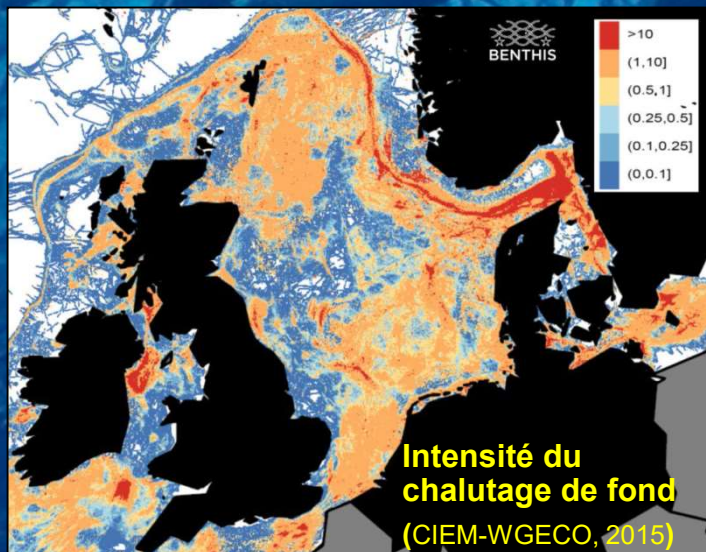 BENTHIS
>10
(1,10]
(0.5,1]
(0.25,0.5]
(0.1,0.25]
(0,0.1]
Intensité du
chalutage de fond
(CIEM-WGECO, 2015)